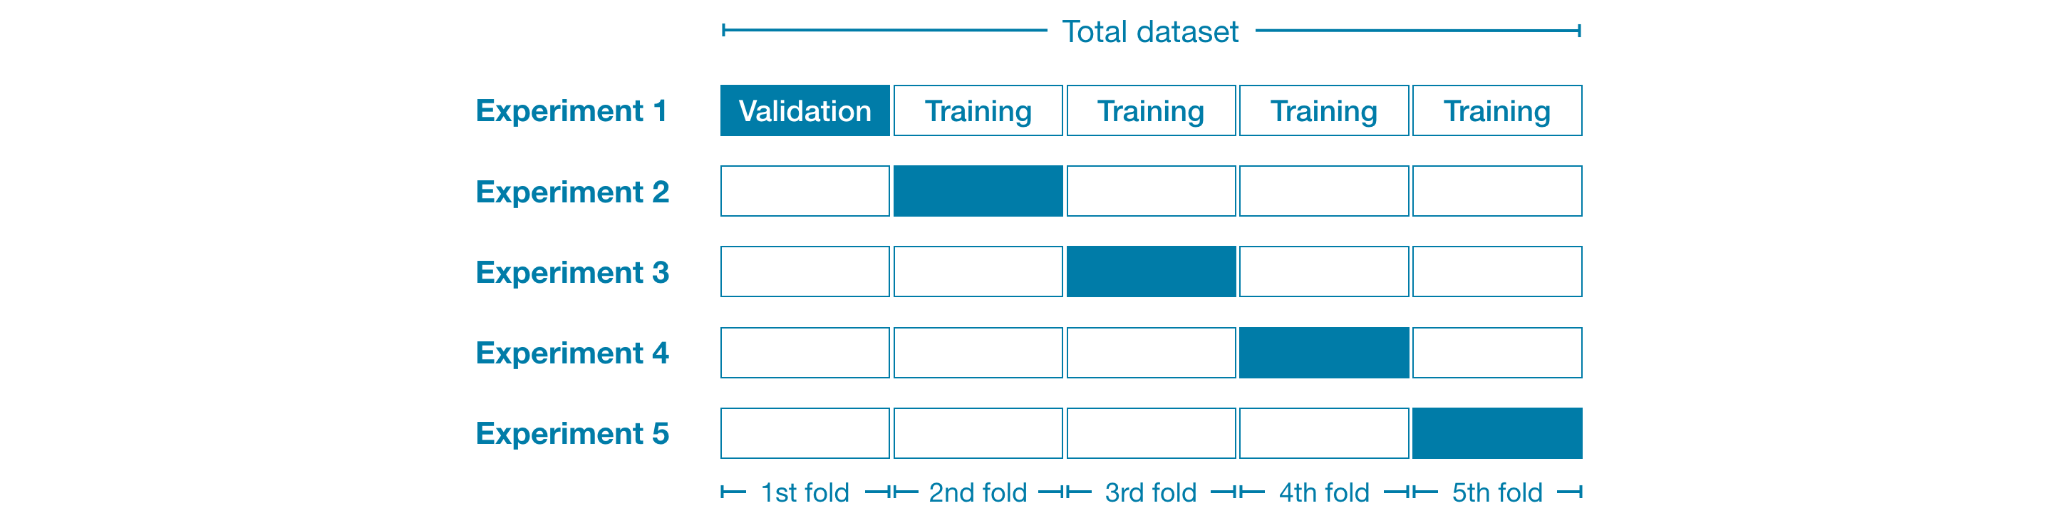 Total dataset
Experiment 1 Validation Training Training Training Training
Experiment 2
Experiment 3
Experiment 4
Experiment 5
1st fold 2nd fold 3rd fold 4th fold 5th fold